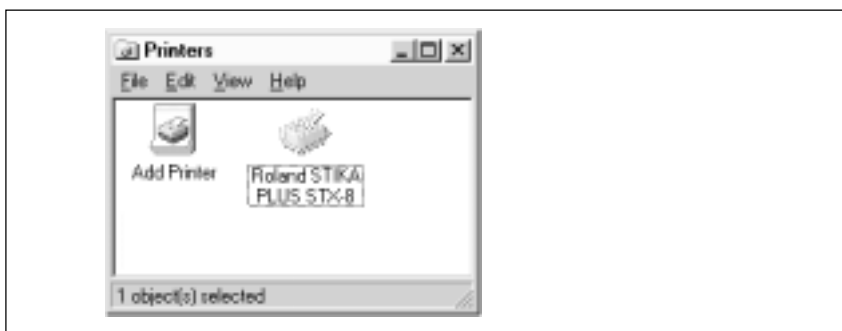 Printers
File Edit View Help
Add Printer
Roland STIKA
PLUS STX-8
1 object(s) selected